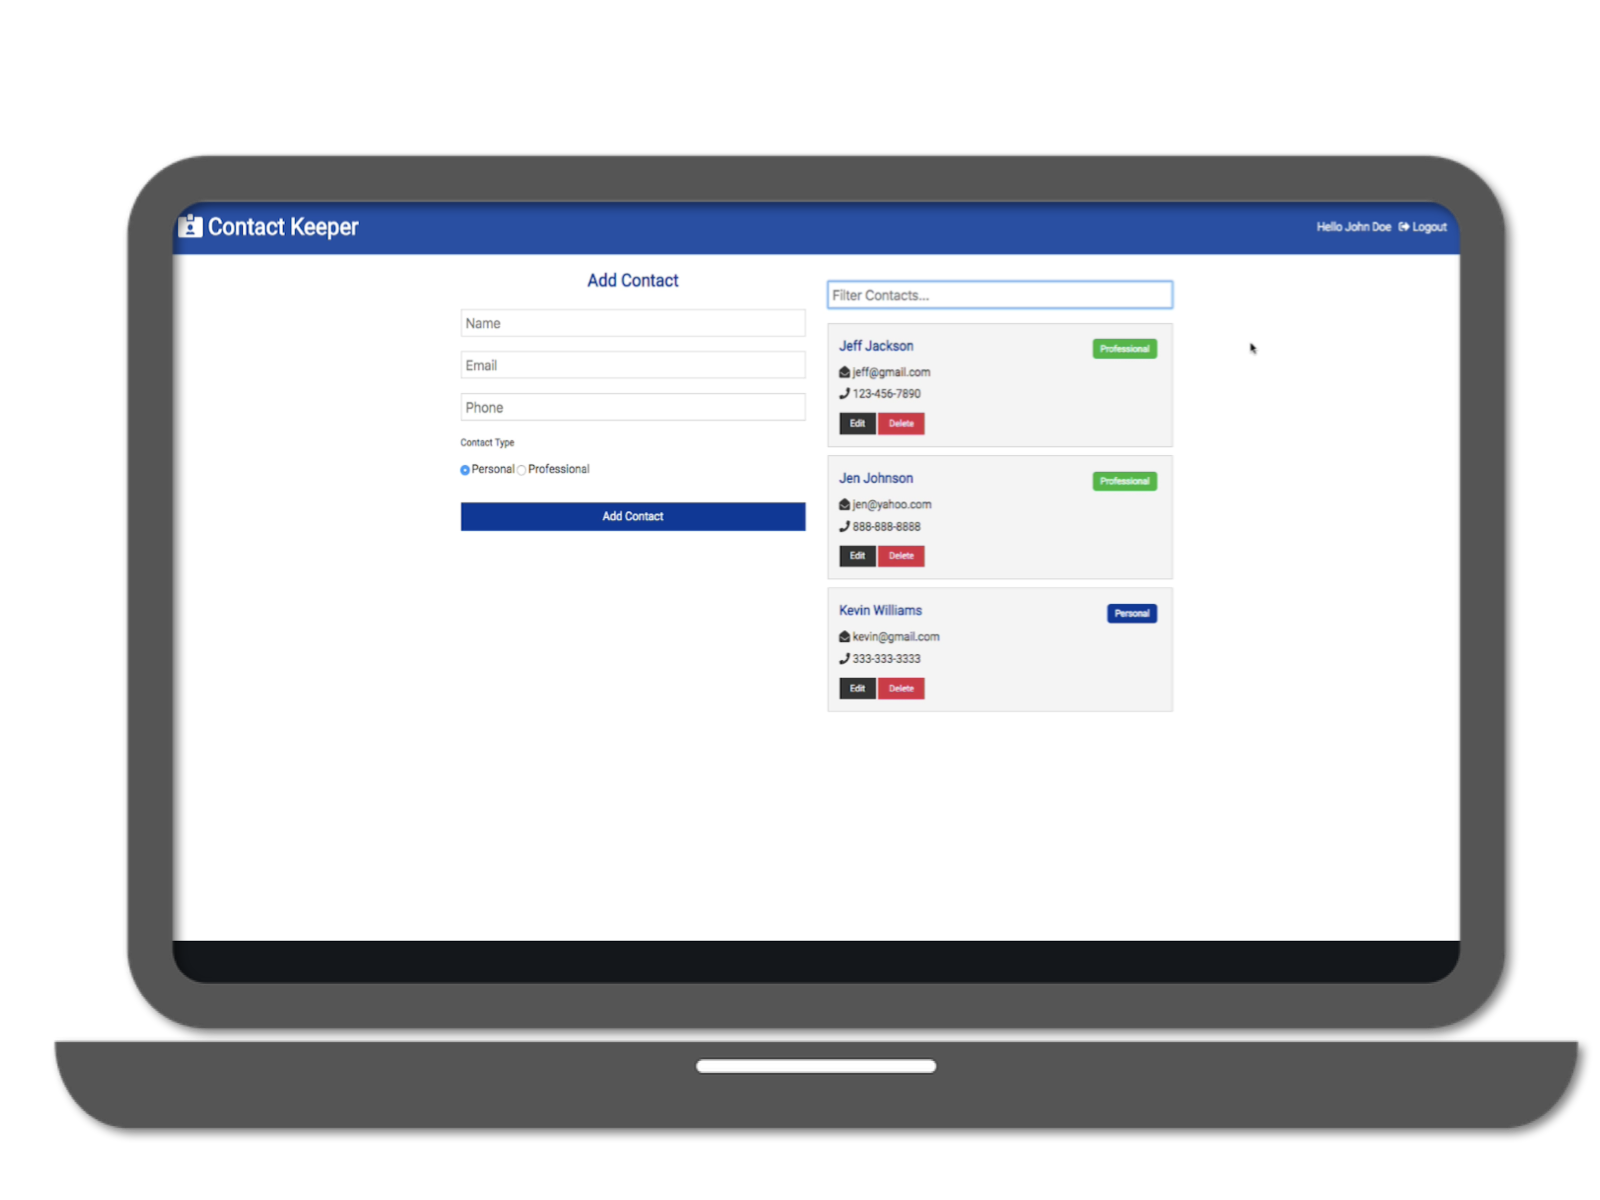 Contact Keeper
Hello John Doe Logout
Add Contact
Name
Email
Phone
Contact Type
Personal Professional
Add Contact
Filter Contacts...
Jeff Jackson
Professional
jeff@gmail.com
123-456-7890
Edit Delete
Jen Johnson
Professional
jen@yahoo.com
888-888-8888
Edit Delete
Kevin Williams
Personal
kevin@gmail.com
333-333-3333
Edit Delete